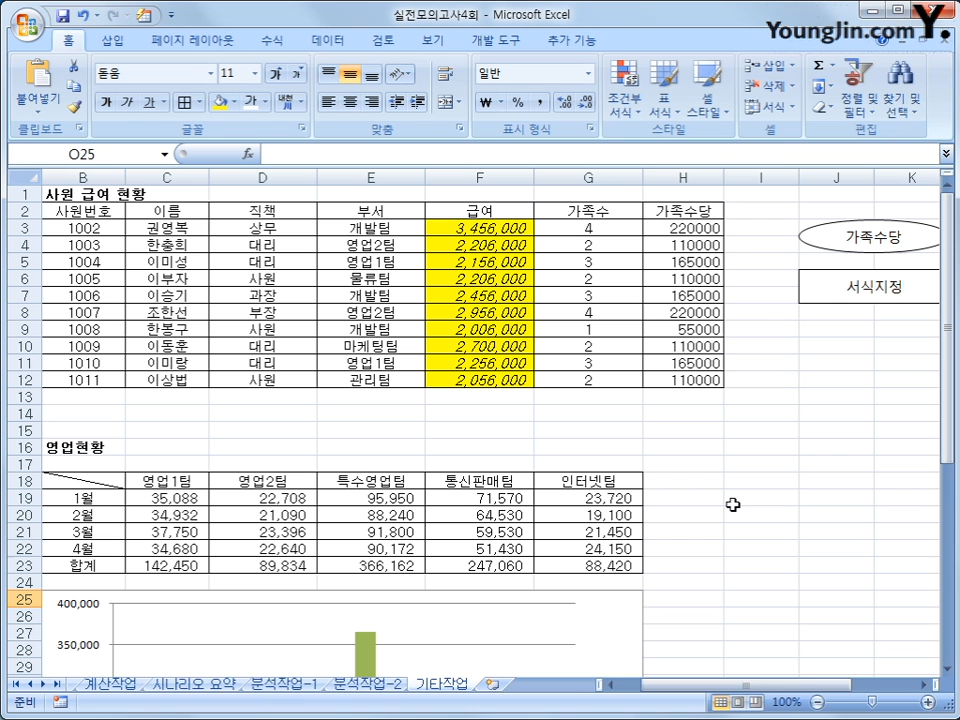 실전모의고사4회 - Microsoft Excel
YoungJin.com Y.
홈 삽입 페이지 레이아웃 수식 데이터 검토 보기 개발 도구 추가 기능
붙여넣기 돋움 11 가 가 일반 조건부 서식 표 서식 셀 스타일 삽입 삭제 서식 Σ 정렬 및 필터 찾기 및 선택
가 가 가 가 내천 ₩ % ,
클립보드 글꼴 맞춤 표시 형식 스타일 셀 편집
O25 fx
B C D E F G H I J K
1 사원 급여 현황
2 사원번호 이름 직책 부서 급여 가족수 가족수당
3 1002 권영복 상무 개발팀 3,456,000 4 220000
4 1003 한충희 대리 영업2팀 2,206,000 2 110000
가족수당
5 1004 이미성 대리 영업1팀 2,156,000 3 165000
6 1005 이부자 사원 물류팀 2,206,000 2 110000
서식지정
7 1006 이승기 과장 개발팀 2,456,000 3 165000
8 1007 조한선 부장 영업2팀 2,956,000 4 220000
9 1008 한봉구 사원 개발팀 2,006,000 1 55000
10 1009 이동훈 대리 마케팅팀 2,700,000 2 110000
11 1010 이미랑 대리 영업1팀 2,256,000 3 165000
12 1011 이상법 사원 관리팀 2,056,000 2 110000
13
14
15
16 영업현황
17
18 영업1팀 영업2팀 특수영업팀 통신판매팀 인터넷팀
19 1월 35,088 22,708 95,950 71,570 23,720
20 2월 34,932 21,090 88,240 64,530 19,100
21 3월 37,750 23,396 91,800 59,530 21,450
22 4월 34,680 22,640 90,172 51,430 24,150
23 합계 142,450 89,834 366,162 247,060 88,420
24
25 400,000
26
27
28 350,000
29
계산작업 시나리오 요약 분석작업-1 분석작업-2 기타작업
준비 100%